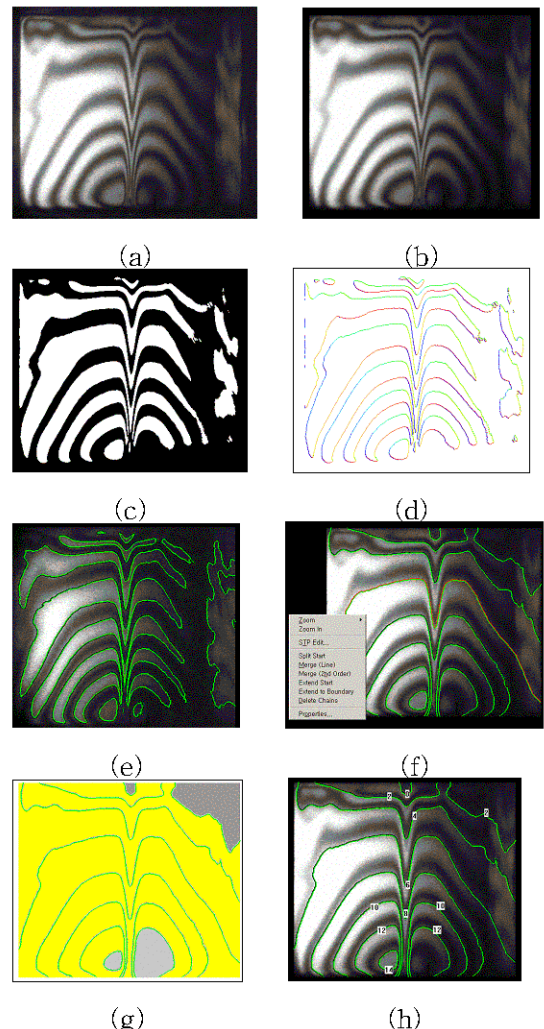 (a)
(b)
(c)
(d)
Zoom
Zoom In
STP Edit...
Split Start
Merge (Line)
Merge (2nd Order)
Extend Start
Extend to Boundary
Delete Chains
Properties...
(e)
(f)
2
0
4
2
6
8
10
10
12
12
14
(g)
(h)